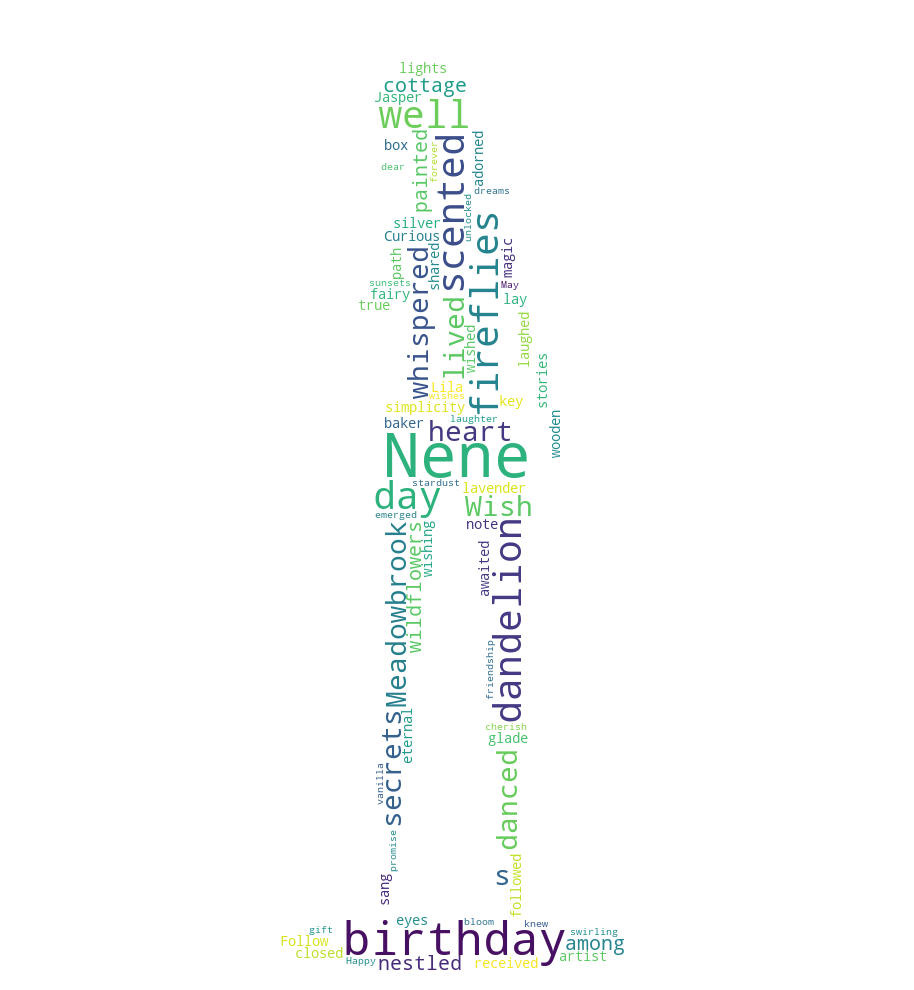 lights
cottage
Jasper
well
box
painted
forever
scented
adorned
dear
dreams
unlocked
silver
Curious
fireflies
whispered
shared
path
magic
sunsets
May
fairy
lay
true
lived
Wished
laughed
stories
Lila
wishes
simplicity
key
wooden
laughter
baker
heart
Nene
stardust
day
lavender
Wish
emerged
note
Meadowbrook
Wildflowers
wishing
dandelion
awaited
friendship
secrets
eternal
cherish
glade
vanilla
danced
promise
s
sang
followed
eyes
bloom
knew
gift
birthday
swirling
Follow
among
closed
artist
Happy
nestled
received